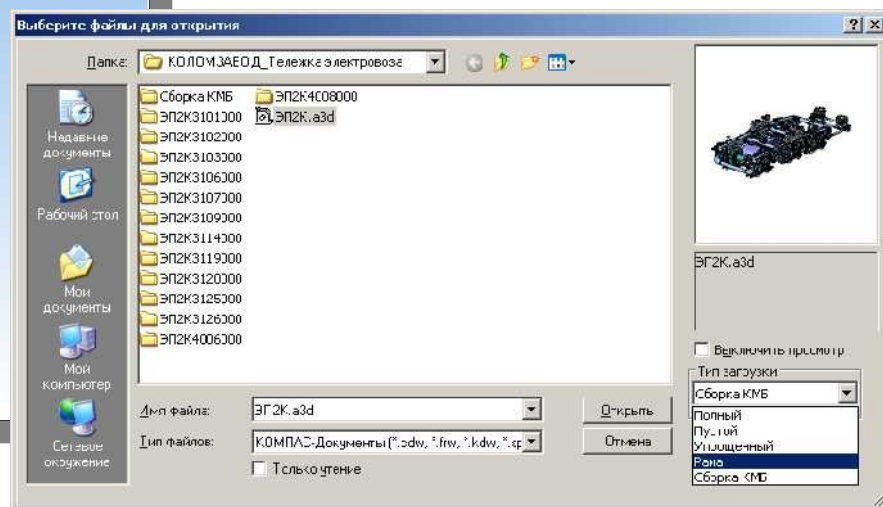 Выберите файлы для открытия
Папка:
КОЛОМЗАВОД_Тележка электровоза
Недавние
документы
Рабочий стол
Мои
документы
Мой
компьютер
Сетевое
окружение
Сборка КМБ
ЭП2К3101000
ЭП2К3102000
ЭП2К3103000
ЭП2К3106000
ЭП2К3107000
ЭП2К3109000
ЭП2К3114000
ЭП2К3119000
ЭП2К3120000
ЭП2К3125000
ЭП2К3126000
ЭП2К4006000
ЭП2К4008000
ЭП2К.a3d
ЭП2К.a3d
Выключить просмотр
Тип загрузки
Сборка КМБ
Полный
Пустой
Упрощенный
Рама
Сборка КМБ
Имя файла:
ЭП2К.a3d
Открыть
Тип файлов:
КОМПАС-Документы (*.cdw, *.frw, *.kdw, *.sp
Отмена
Только чтение